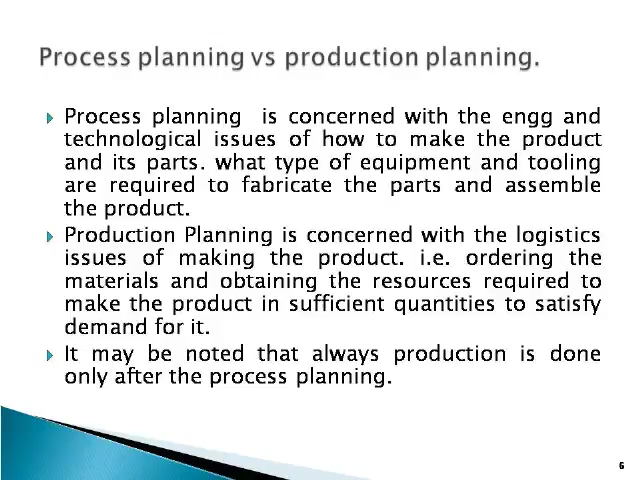 Process planning vs production planning.
Process planning is concerned with the engg and
technological issues of how to make the product
and its parts. what type of equipment and tooling
are required to fabricate the parts and assemble
the product.
Production Planning is concerned with the logistics
issues of making the product. i.e. ordering the
materials and obtaining the resources required to
make the product in sufficient quantities to satisfy
demand for it.
It may be noted that always production is done
only after the process planning.
6